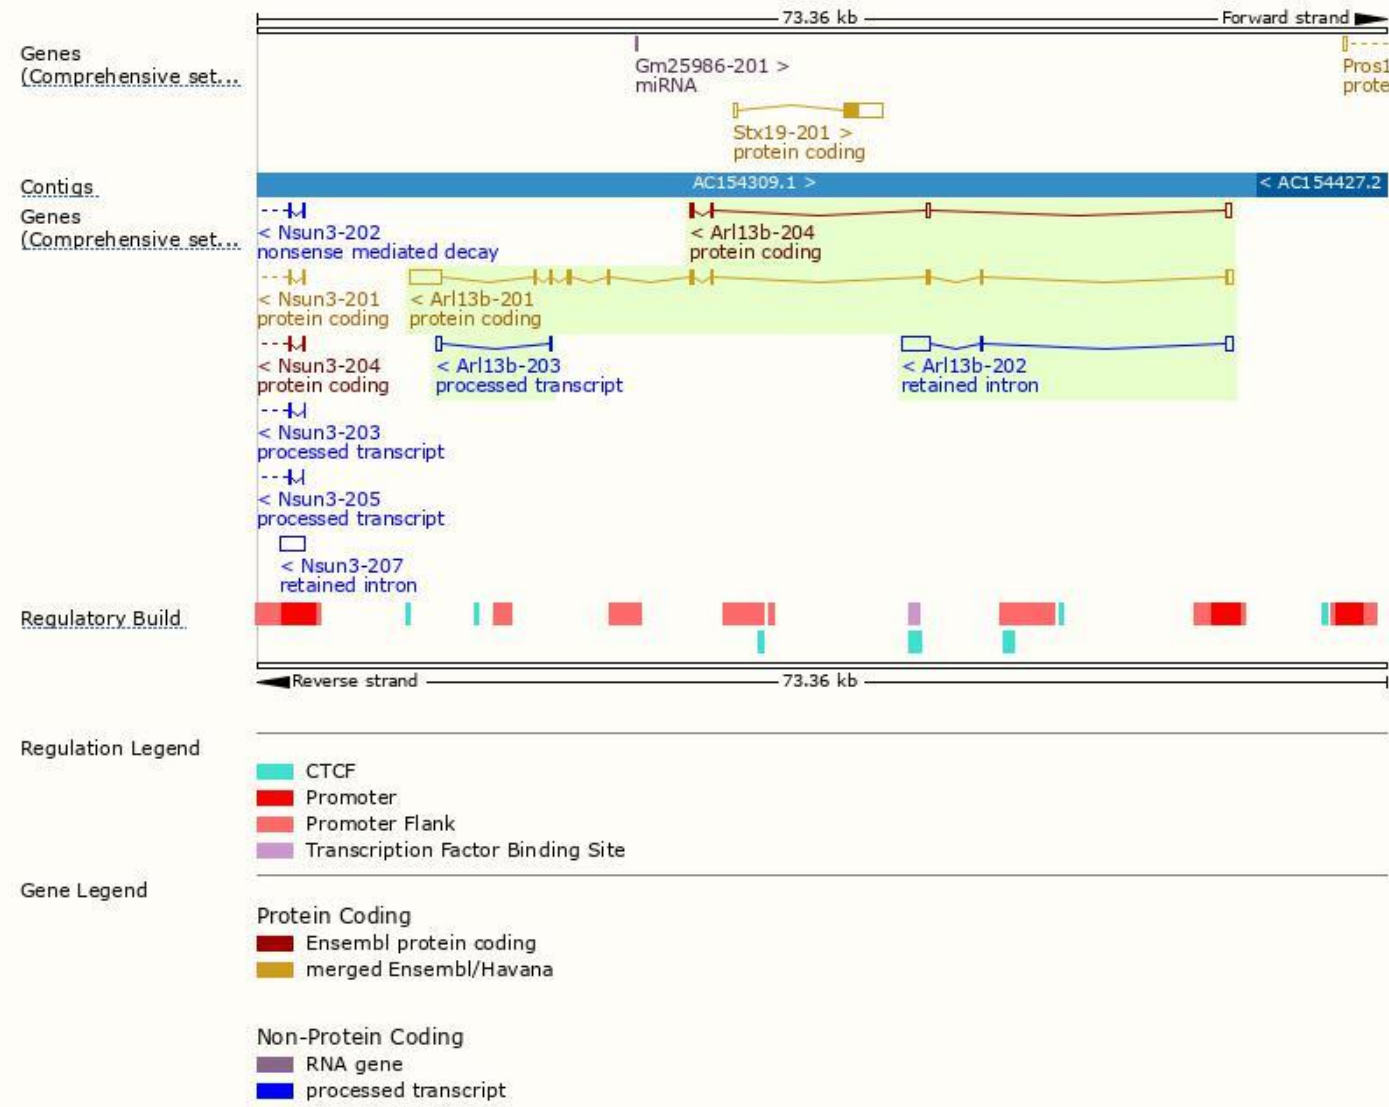 73.36 kb Forward strand
Genes
(Comprehensive set...
Gm25986-201 >
miRNA
Pros1
prote
Stx19-201 >
protein coding
Contigs
AC154309.1 >
< AC154427.2
Genes
(Comprehensive set...
< Nsun3-202
nonsense mediated decay
< Arl13b-204
protein coding
< Nsun3-201
protein coding
< Arl13b-201
protein coding
< Nsun3-204
protein coding
< Arl13b-203
processed transcript
< Arl13b-202
retained intron
< Nsun3-203
processed transcript
< Nsun3-205
processed transcript
< Nsun3-207
retained intron
Regulatory Build
Reverse strand 73.36 kb
Regulation Legend
CTCF
Promoter
Promoter Flank
Transcription Factor Binding Site
Gene Legend
Protein Coding
Ensembl protein coding
merged Ensembl/Havana
Non-Protein Coding
RNA gene
processed transcript